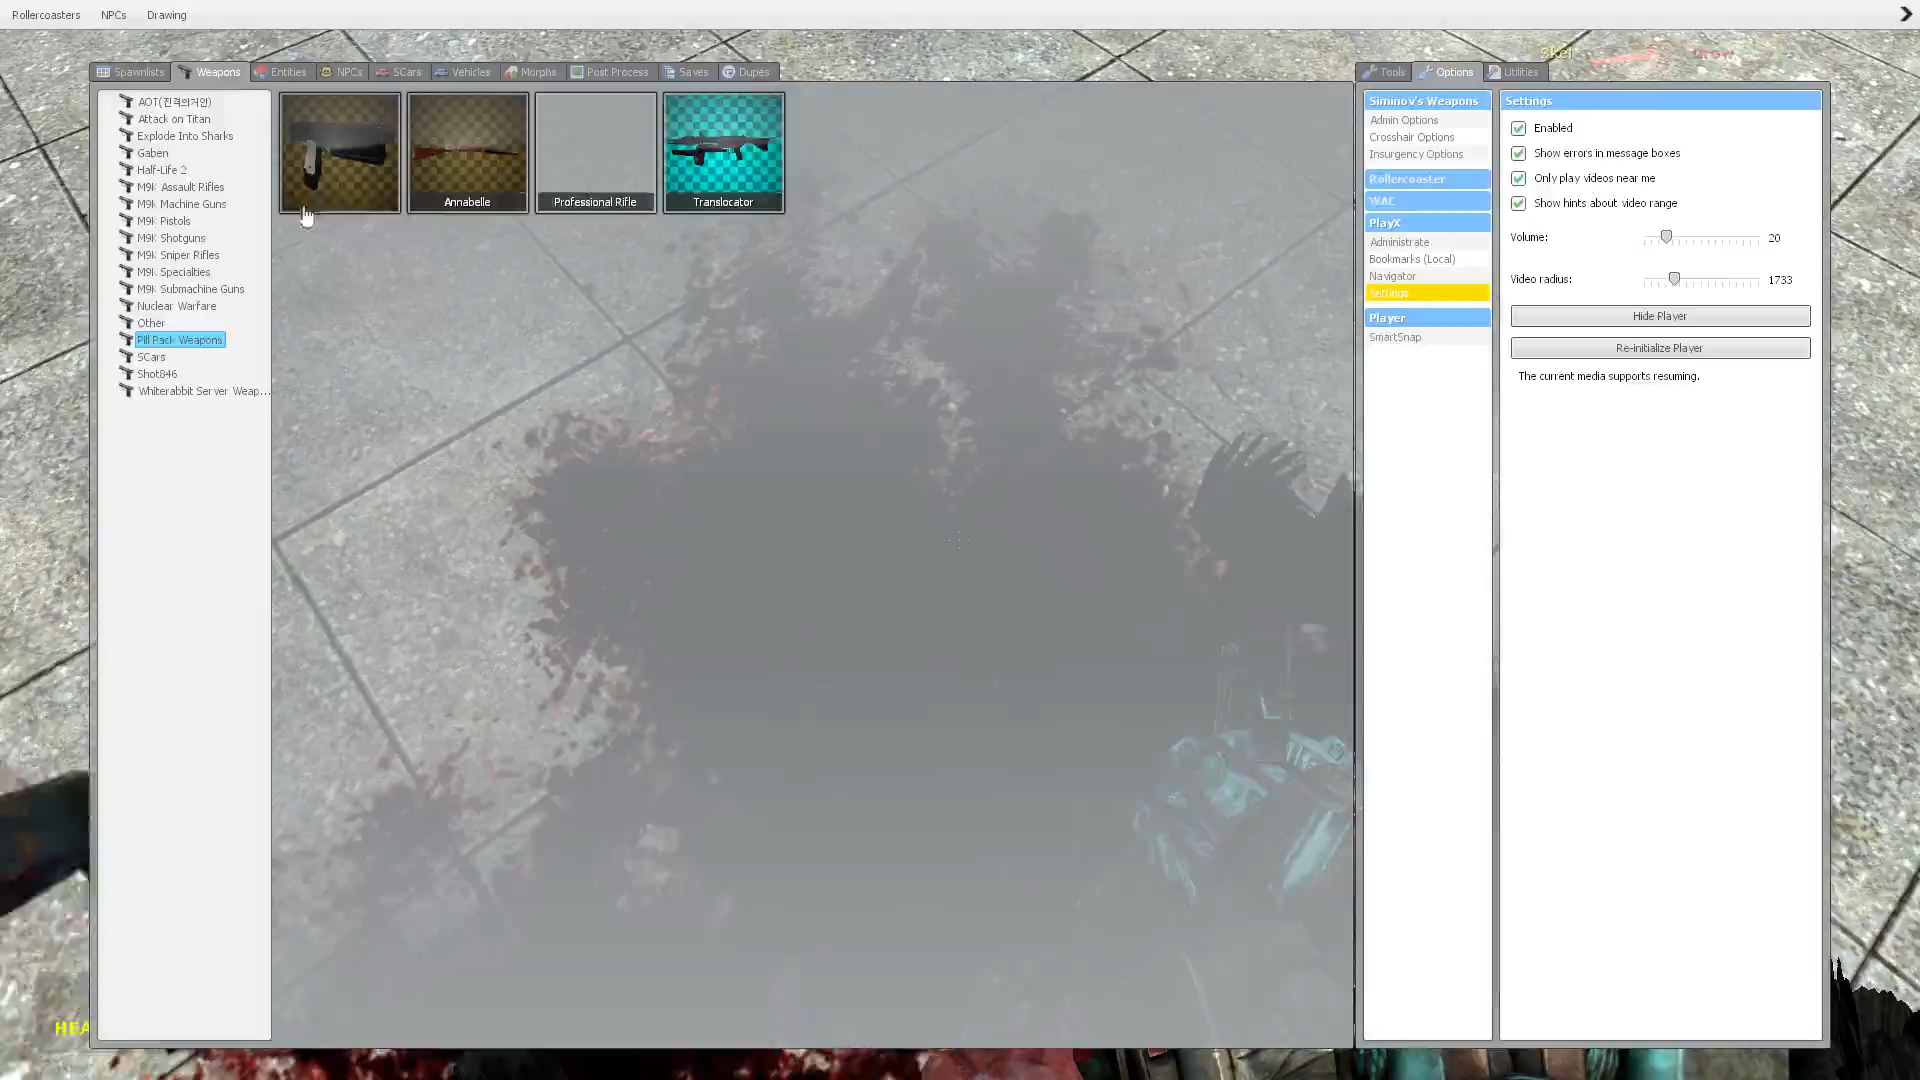 Rollercoasters NPCs Drawing
Skel
Spawnlists Weapons Entities NPCs SCars Vehicles Morphs Post Process Saves Dupes
AOT(진격의거인)
Attack on Titan
Explode Into Sharks
Gaben
Half-Life 2
M9K Assault Rifles
M9K Machine Guns
M9K Pistols
M9K Shotguns
M9K Sniper Rifles
M9K Specialties
M9K Submachine Guns
Nuclear Warfare
Other
Pill Pack Weapons
SCars
Shot846
Whiterabbit Server Weap...
Annabelle
Professional Rifle
Translocator
Tools Options Utilities
Siminov's Weapons
Admin Options
Crosshair Options
Insurgency Options
Rollercoaster
WAC
PlayX
Administrate
Bookmarks (Local)
Navigator
Settings
Player
SmartSnap
Settings
Enabled
Show errors in message boxes
Only play videos near me
Show hints about video range
Volume: 20
Video radius: 1733
Hide Player
Re-initialize Player
The current media supports resuming.
HEA